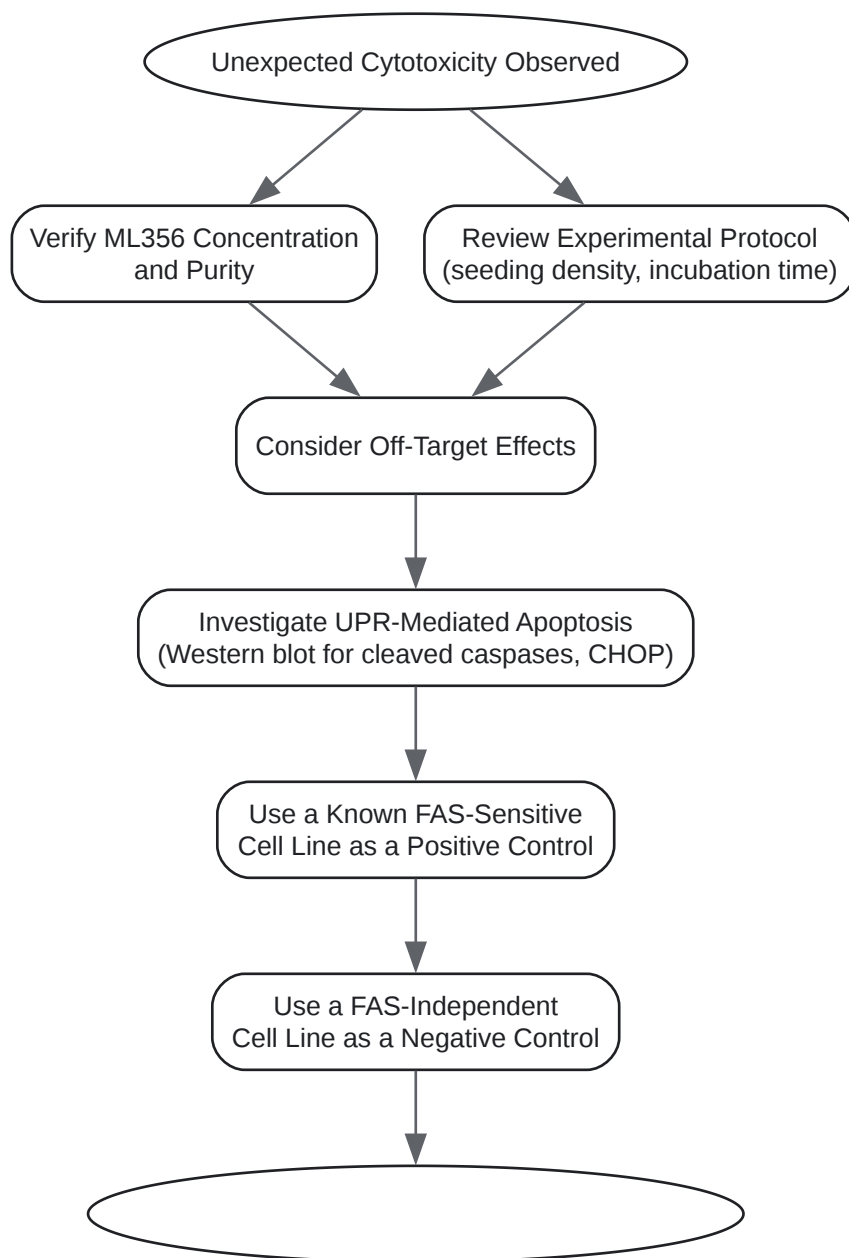 Unexpected Cytotoxicity Observed
Verify ML356 Concentration
and Purity
Review Experimental Protocol
(seeding density, incubation time)
Consider Off-Target Effects
Investigate UPR-Mediated Apoptosis
(Western blot for cleaved caspases, CHOP)
Use a Known FAS-Sensitive
Cell Line as a Positive Control
Use a FAS-Independent
Cell Line as a Negative Control